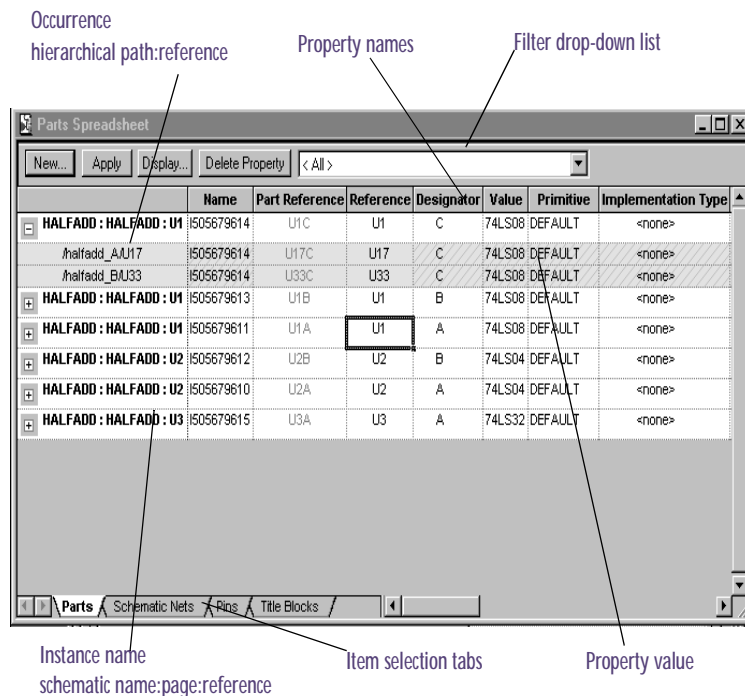 Occurrence
hierarchical path:reference
Property names
Filter drop-down list
Parts Spreadsheet
New... Apply Display... Delete Property < All >
Name Part Reference Reference Designator Value Primitive Implementation Type
HALFADD : HALFADD : U1 I505679614 U1C U1 C 74LS08 DEFAULT <none>
/halfadd_A/U17 I505679614 U17C U17 C 74LS08 DEFAULT <none>
/halfadd_B/U33 I505679614 U33C U33 C 74LS08 DEFAULT <none>
HALFADD : HALFADD : U1 I505679613 U1B U1 B 74LS08 DEFAULT <none>
HALFADD : HALFADD : U1 I505679611 U1A U1 A 74LS08 DEFAULT <none>
HALFADD : HALFADD : U2 I505679612 U2B U2 B 74LS04 DEFAULT <none>
HALFADD : HALFADD : U2 I505679610 U2A U2 A 74LS04 DEFAULT <none>
HALFADD : HALFADD : U3 I505679615 U3A U3 A 74LS32 DEFAULT <none>
Parts Schematic Nets Pins Title Blocks
Instance name
schematic name:page:reference
Item selection tabs
Property value